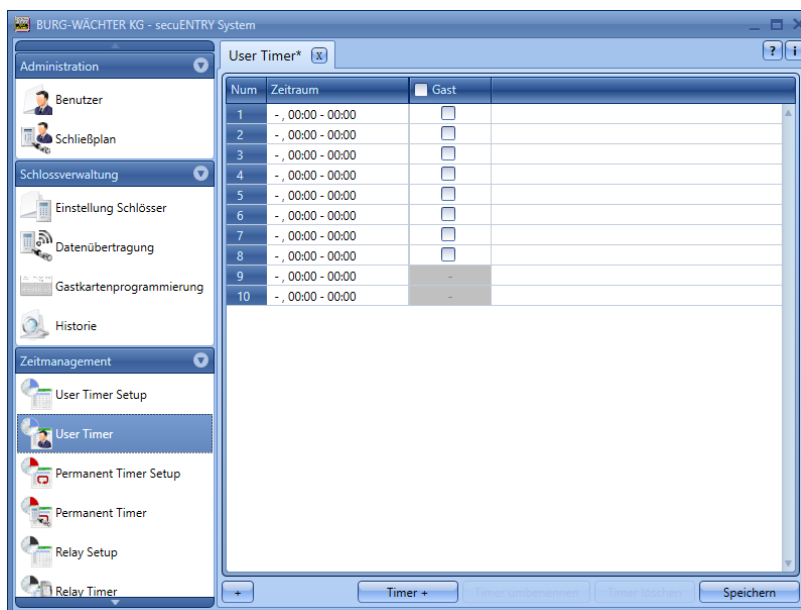 BURG-WÄCHTER KG - secuENTRY System
Administration
Benutzer
Schließplan
Schlossverwaltung
Einstellung Schlösser
Datenübertragung
Gastkartenprogrammierung
Historie
Zeitmanagement
User Timer Setup
User Timer
Permanent Timer Setup
Permanent Timer
Relay Setup
Relay Timer
User Timer* x
? i
Num Zeitraum Gast
1 - , 00:00 - 00:00
2 - , 00:00 - 00:00
3 - , 00:00 - 00:00
4 - , 00:00 - 00:00
5 - , 00:00 - 00:00
6 - , 00:00 - 00:00
7 - , 00:00 - 00:00
8 - , 00:00 - 00:00
9 - , 00:00 - 00:00 -
10 - , 00:00 - 00:00 -
+ Timer + Timer umbenennen Timer löschen Speichern